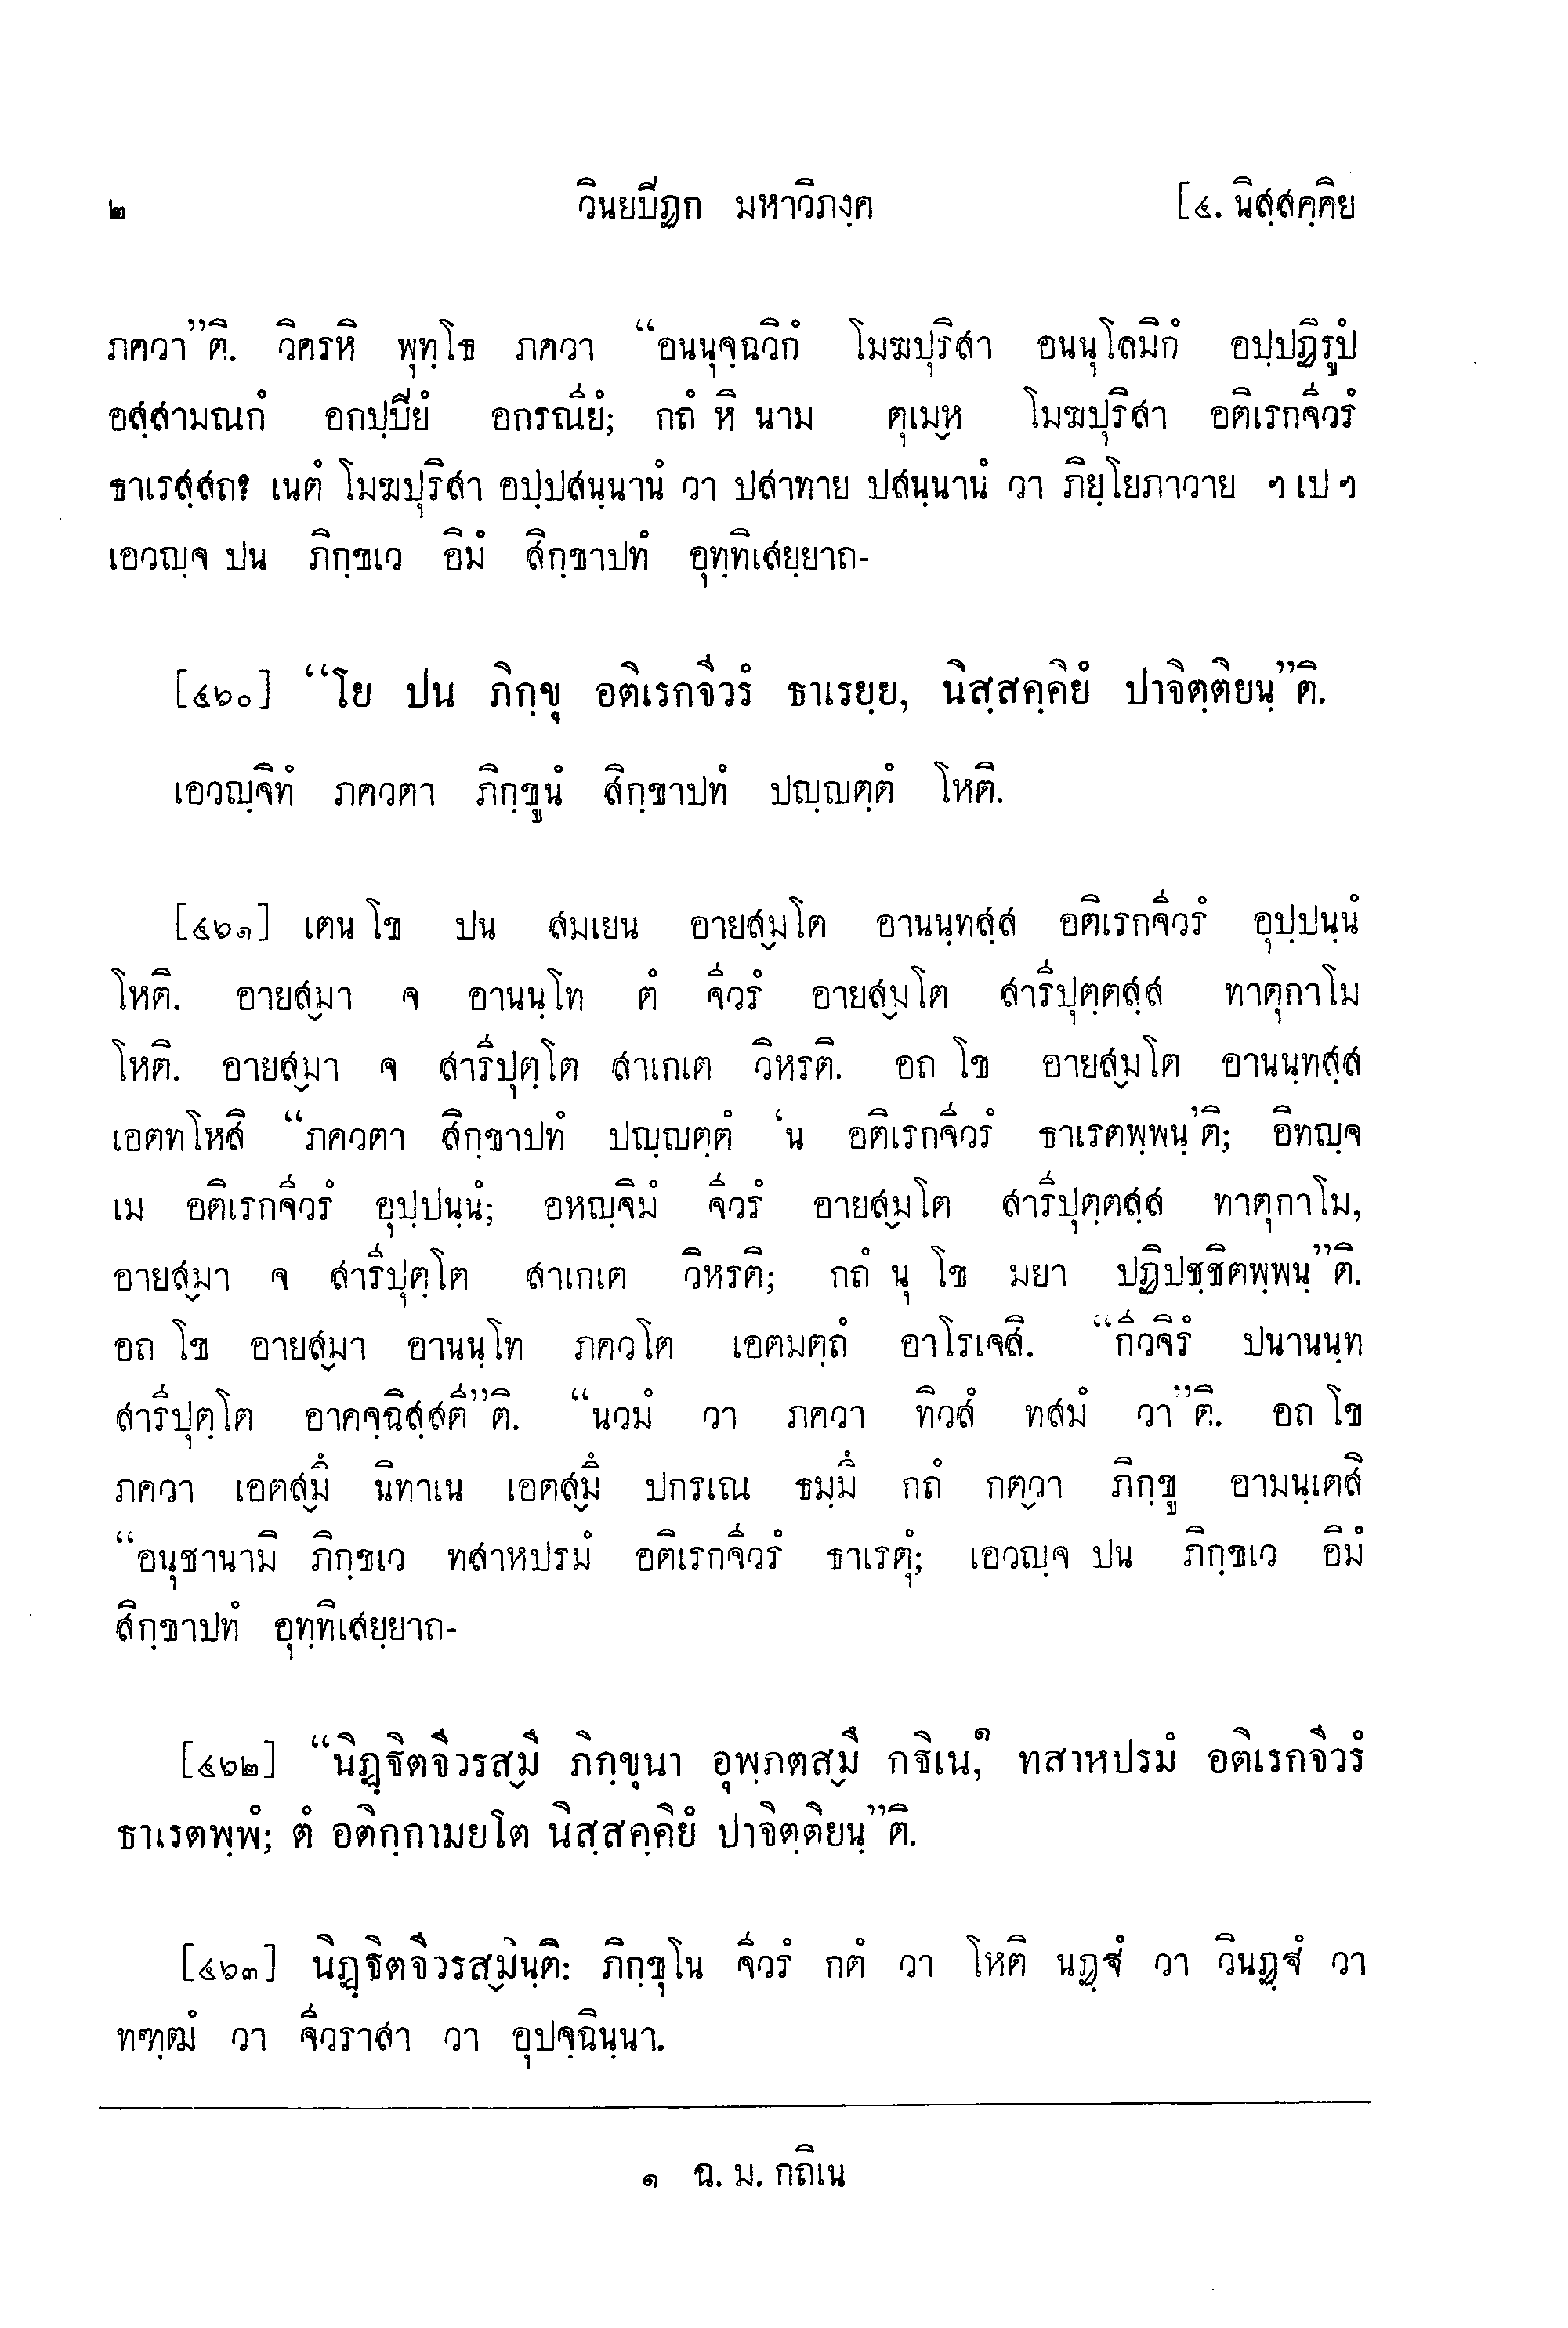 ๒ วินยปิฏก มหาวิภงฺค [๔. นิสฺสคฺคิย
ภควา”ติ. วิครหิ พุทฺโธ ภควา “อนนุจฺฉวิกํ โมฆปุริสา อนนุโลมิกํ อปฺปฏิรูปํ
อสฺสามณกํ อกปฺปิยํ อกรณียํ; กถํ หิ นาม ตุเมฺห โมฆปุริสา อติเรกจีวรํ
ธาเรสฺสถ? เนตํ โมฆปุริสา อปฺปสนฺนานํ วา ปสาทาย ปสนฺนานํ วา ภิยฺโยภาวาย ฯ เป ฯ
เอวญฺจ ปน ภิกฺขเว อิมํ สิกฺขาปทํ อุทฺทิเสยฺยาถ-
[๔๖๐] “โย ปน ภิกฺขุ อติเรกจีวรํ ธาเรยฺย, นิสฺสคฺคิยํ ปาจิตฺติยนฺ”ติ.
เอวญฺจิทํ ภควตา ภิกฺขูนํ สิกฺขาปทํ ปญฺญตฺตํ โหติ.
[๔๖๑] เตน โข ปน สมเยน อายสฺมโต อานนฺทสฺส อติเรกจีวรํ อุปฺปนฺนํ
โหติ. อายสฺมา จ อานนฺโท ตํ จีวรํ อายสฺมโต สารีปุตฺตสฺส ทาตุกาโม
โหติ. อายสฺมา จ สารีปุตฺโต สาเกเต วิหรติ. อถ โข อายสฺมโต อานนฺทสฺส
เอตทโหสิ “ภควตา สิกฺขาปทํ ปญฺญตฺตํ ‘น อติเรกจีวรํ ธาเรตพฺพนฺ’ติ; อิทญฺจ
เม อติเรกจีวรํ อุปฺปนฺนํ; อหญฺจิมํ จีวรํ อายสฺมโต สารีปุตฺตสฺส ทาตุกาโม,
อายสฺมา จ สารีปุตฺโต สาเกเต วิหรติ; กถํ นุ โข มยา ปฏิปชฺชิตพฺพนฺ”ติ.
อถ โข อายสฺมา อานนฺโท ภควโต เอตมตฺถํ อาโรเจสิ. “กีวจิรํ ปนานนฺท
สารีปุตฺโต อาคจฺฉิสฺสตี”ติ. “นวมํ วา ภควา ทิวสํ ทสมํ วา”ติ. อถ โข
ภควา เอตสฺมึ นิทาเน เอตสฺมึ ปกรเณ ธมฺมึ กถํ กตฺวา ภิกฺขู อามนฺเตสิ
“อนุชานามิ ภิกฺขเว ทสาหปรมํ อติเรกจีวรํ ธาเรตุํ; เอวญฺจ ปน ภิกฺขเว อิมํ
สิกฺขาปทํ อุทฺทิเสยฺยาถ-
[๔๖๒] “นิฏฺฐิตจีวรสฺมึ ภิกฺขุนา อุพฺภตสฺมึ กฐิเน,๑ ทสาหปรมํ อติเรกจีวรํ
ธาเรตพฺพํ; ตํ อติกฺกามยโต นิสฺสคฺคิยํ ปาจิตฺติยนฺ”ติ.
[๔๖๓] นิฏฺฐิตจีวรสฺมินฺติ: ภิกฺขุโน จีวรํ กตํ วา โหติ นฏฺฐํ วา วินฏฺฐํ วา
ทฑฺฒํ วา จีวราสา วา อุปจฺฉินฺนา.
๑ ฉ. ม. กถิเน